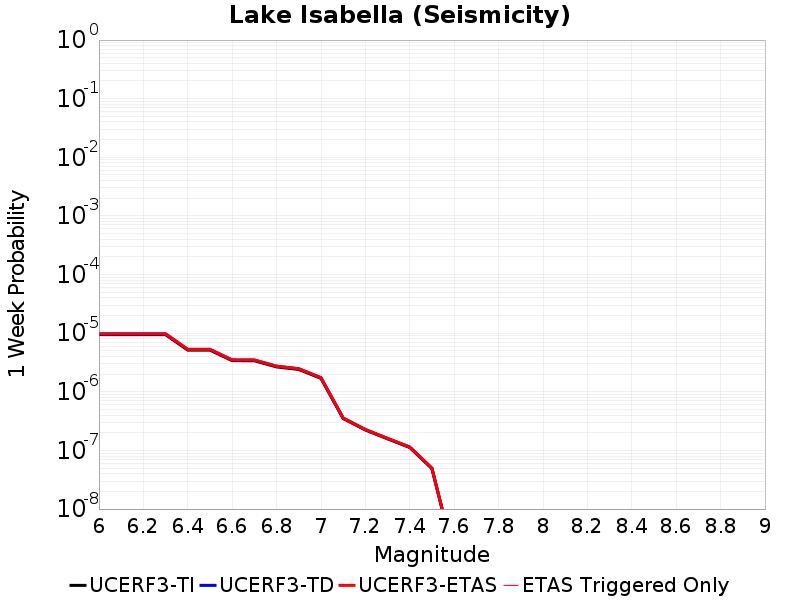 Lake Isabella (Seismicity)
1 Week Probability
10^0
10^-1
10^-2
10^-3
10^-4
10^-5
10^-6
10^-7
10^-8
6 6.2 6.4 6.6 6.8 7 7.2 7.4 7.6 7.8 8 8.2 8.4 8.6 8.8 9
Magnitude
UCERF3-TI UCERF3-TD UCERF3-ETAS ETAS Triggered Only